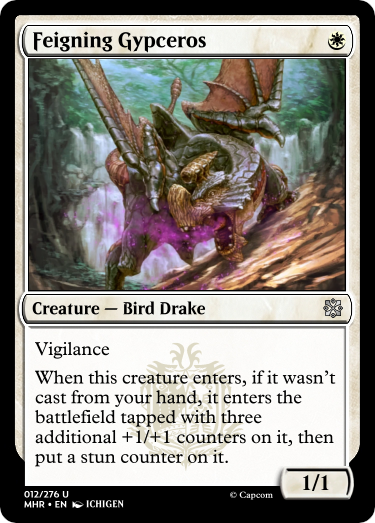 Feigning Gypceros
Creature — Bird Drake
Vigilance
When this creature enters, if it wasn't
cast from your hand, it enters the
battlefield tapped with three
additional +1/+1 counters on it, then
put a stun counter on it.
1/1
012/276 U
MHR • EN ICHIGEN
© Capcom